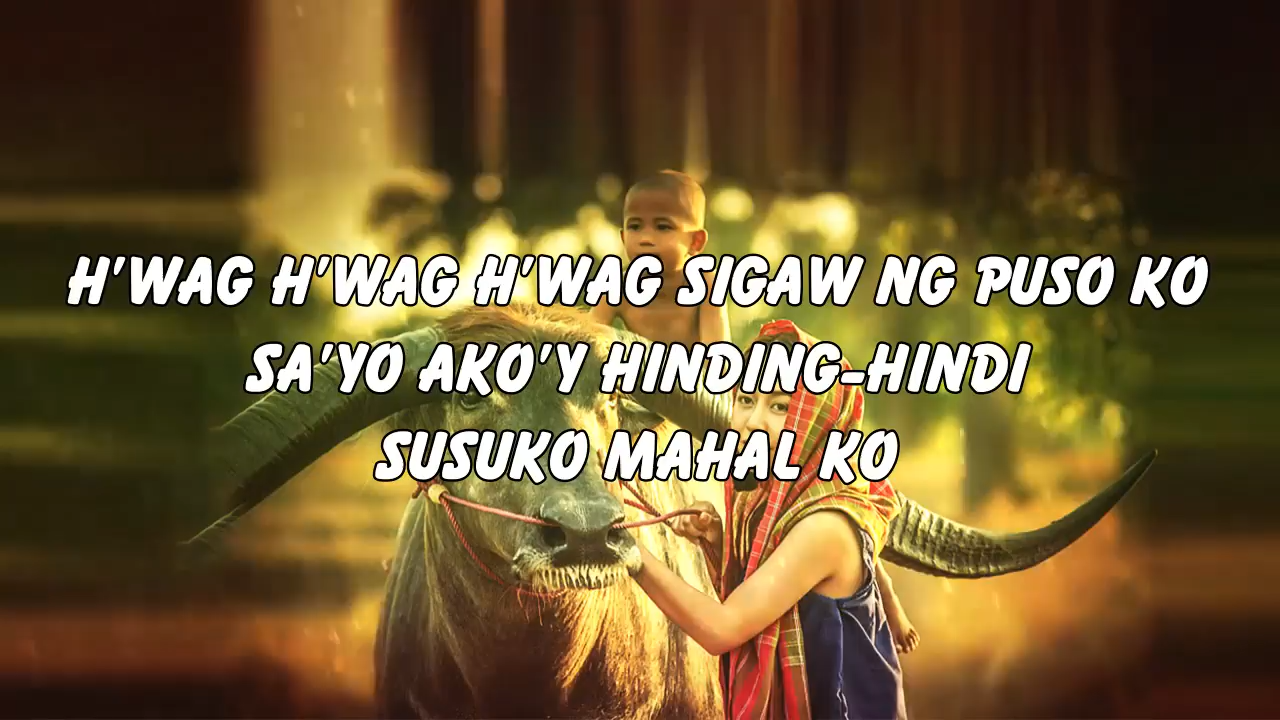 H'WAG H'WAG H'WAG SIGAW NG PUSO KO
SA'YO AKO'Y HINDING-HINDI
SUSUKO MAHAL KO